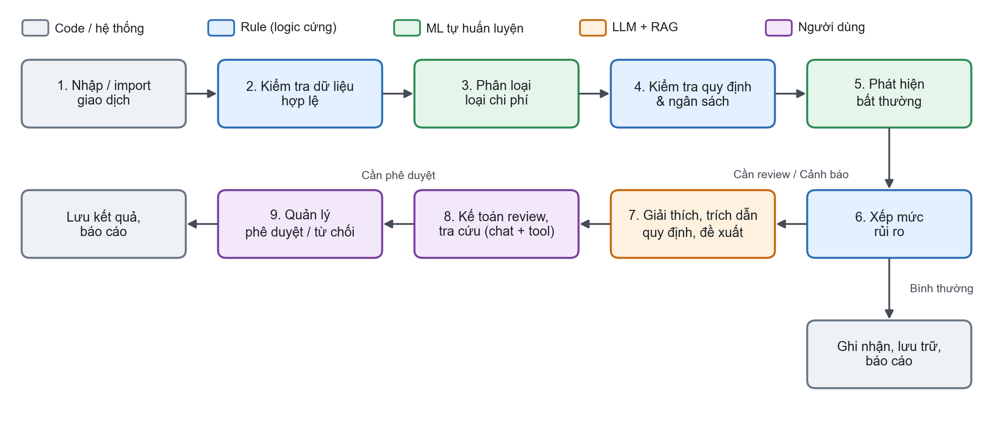 Code / hệ thống
Rule (logic cứng)
ML tự huấn luyện
LLM + RAG
Người dùng
1. Nhập / import
giao dịch
2. Kiểm tra dữ liệu
hợp lệ
3. Phân loại
loại chi phí
4. Kiểm tra quy định
& ngân sách
5. Phát hiện
bất thường
Cần phê duyệt
Cần review / Cảnh báo
Lưu kết quả,
báo cáo
9. Quản lý
phê duyệt / từ chối
8. Kế toán review,
tra cứu (chat + tool)
7. Giải thích, trích dẫn
quy định, đề xuất
6. Xếp mức
rủi ro
Bình thường
Ghi nhận, lưu trữ,
báo cáo